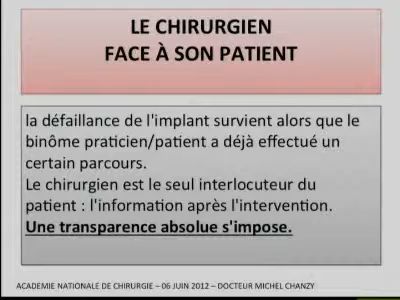 LE CHIRURGIEN
FACE À SON PATIENT
la défaillance de l'implant survient alors que le
binôme praticien/patient a déjà effectué un
certain parcours.
Le chirurgien est le seul interlocuteur du
patient : l'information après l'intervention.
Une transparence absolue s'impose.
ACADEMIE NATIONALE DE CHIRURGIE – 06 JUIN 2012 – DOCTEUR MICHEL CHANZY